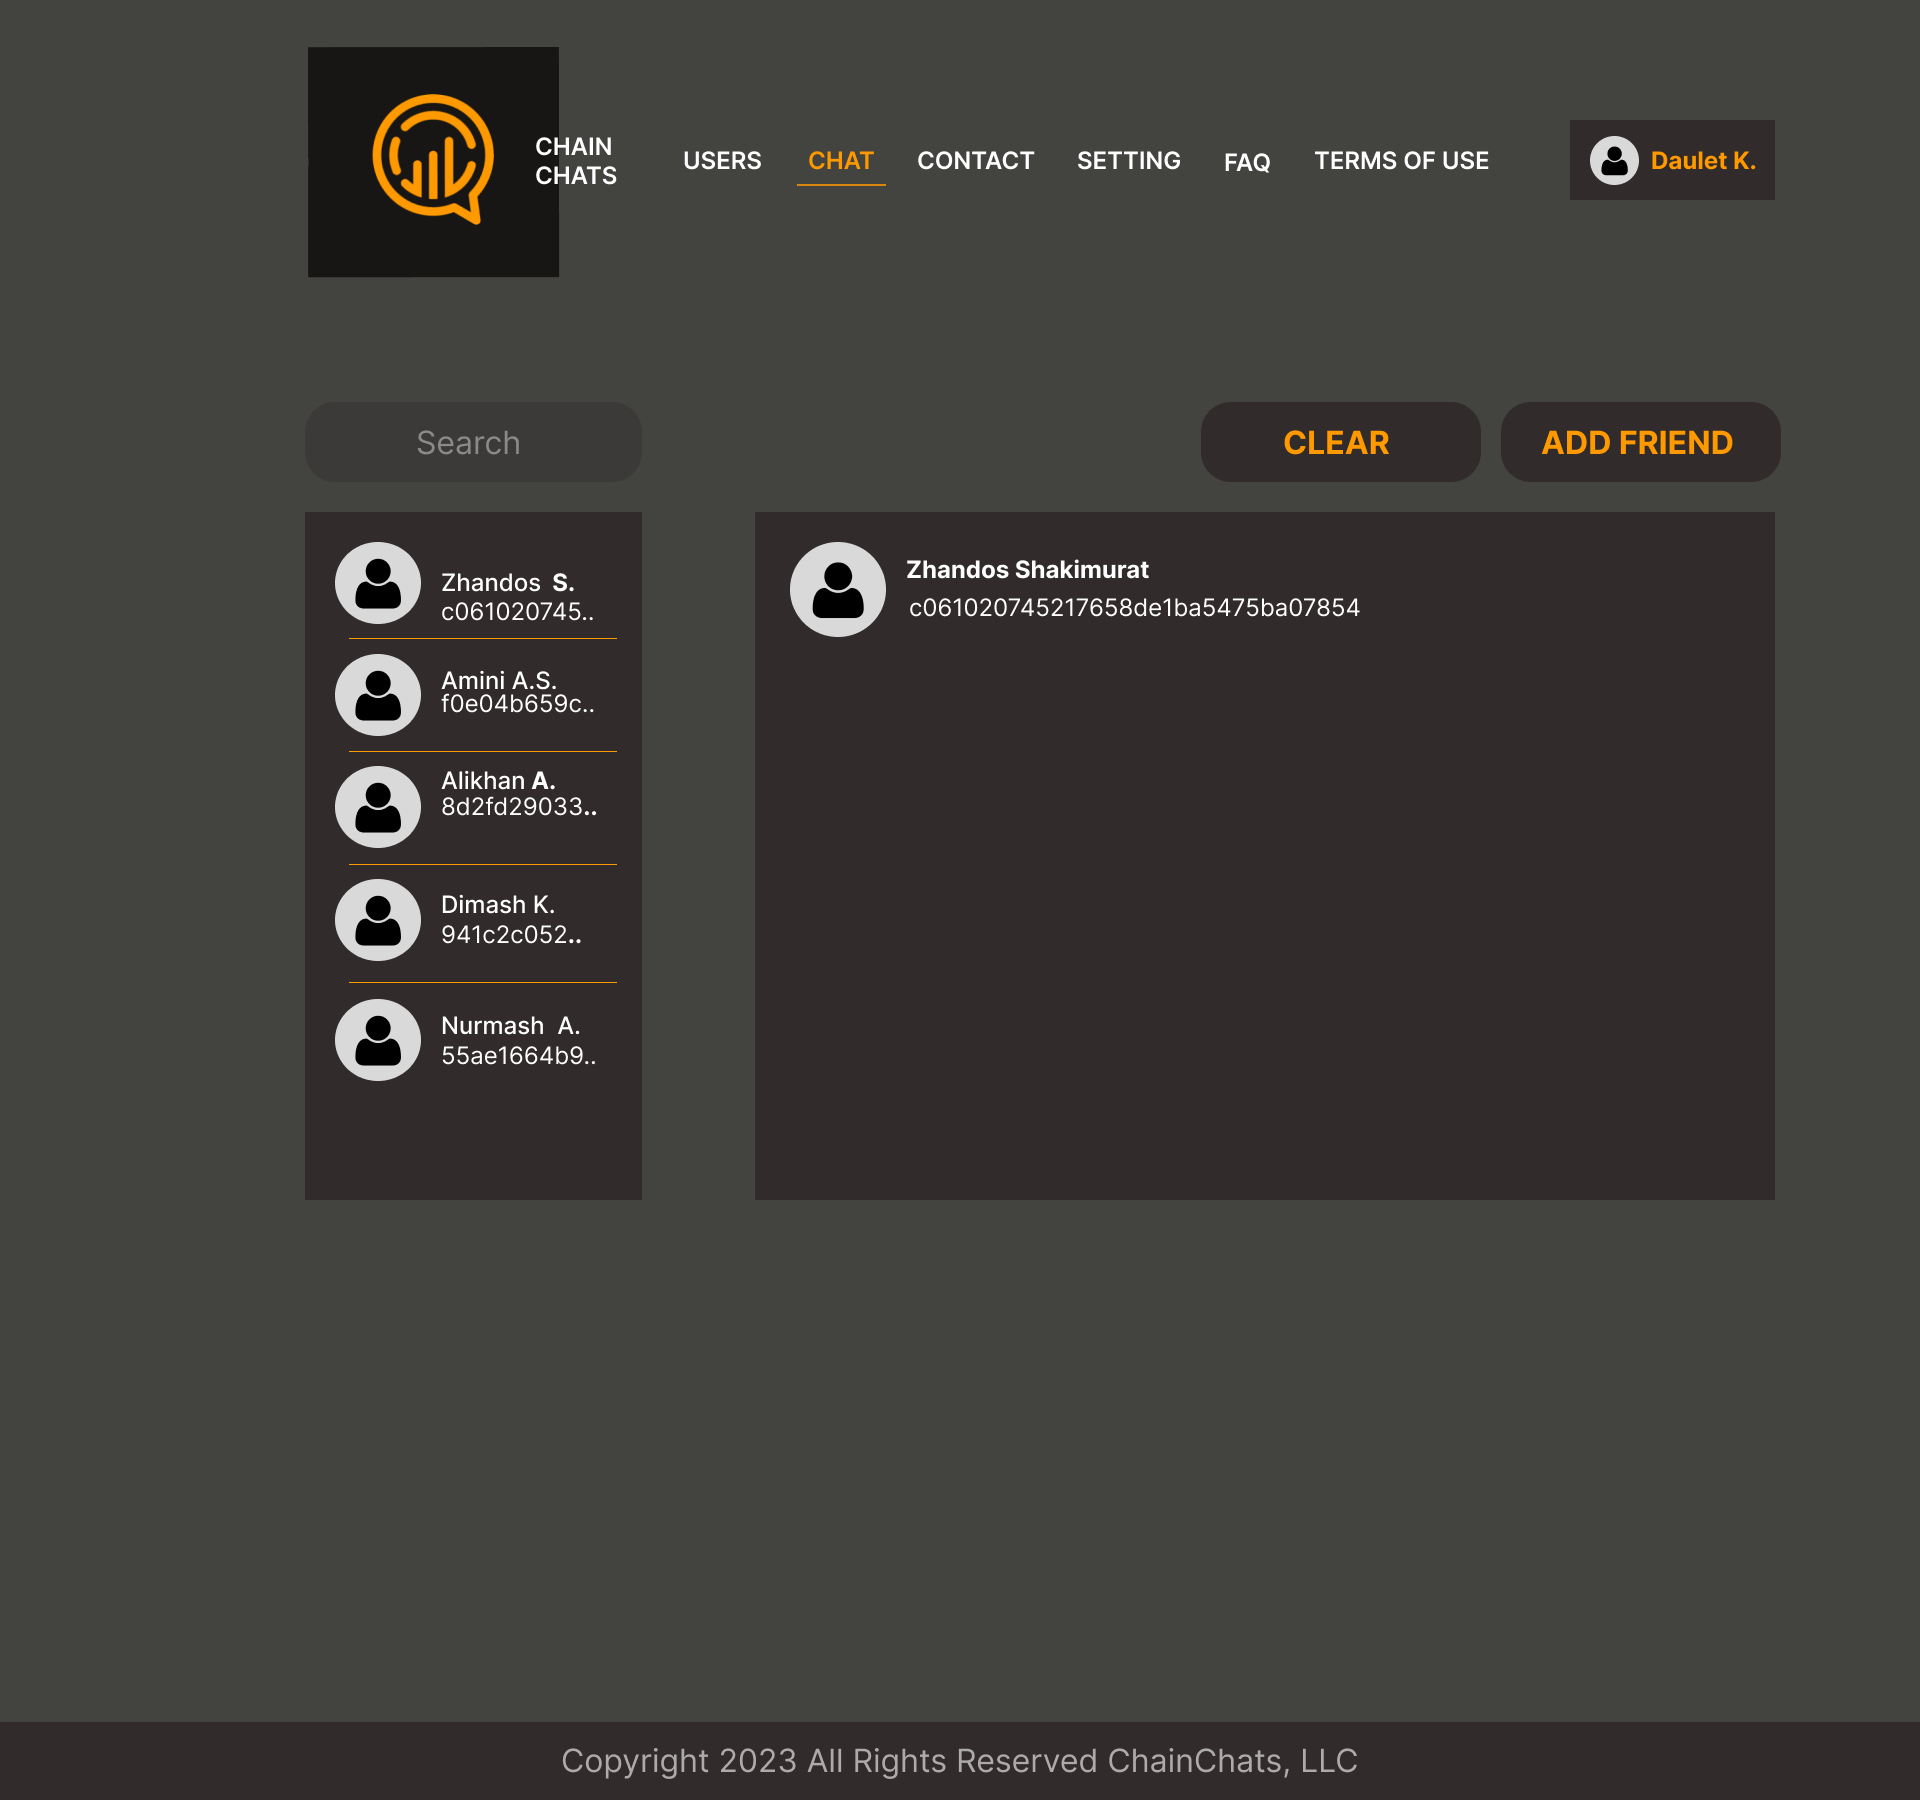 CHAIN
CHATS
USERS
CHAT
CONTACT
SETTING
FAQ
TERMS OF USE
Daulet K.
Search
CLEAR
ADD FRIEND
Zhandos S.
c061020745..
Amini A.S.
f0e04b659c..
Alikhan A.
8d2fd29033..
Dimash K.
941c2c052..
Nurmash A.
55ae1664b9..
Zhandos Shakimurat
c061020745217658de1ba5475ba07854
Copyright 2023 All Rights Reserved ChainChats, LLC